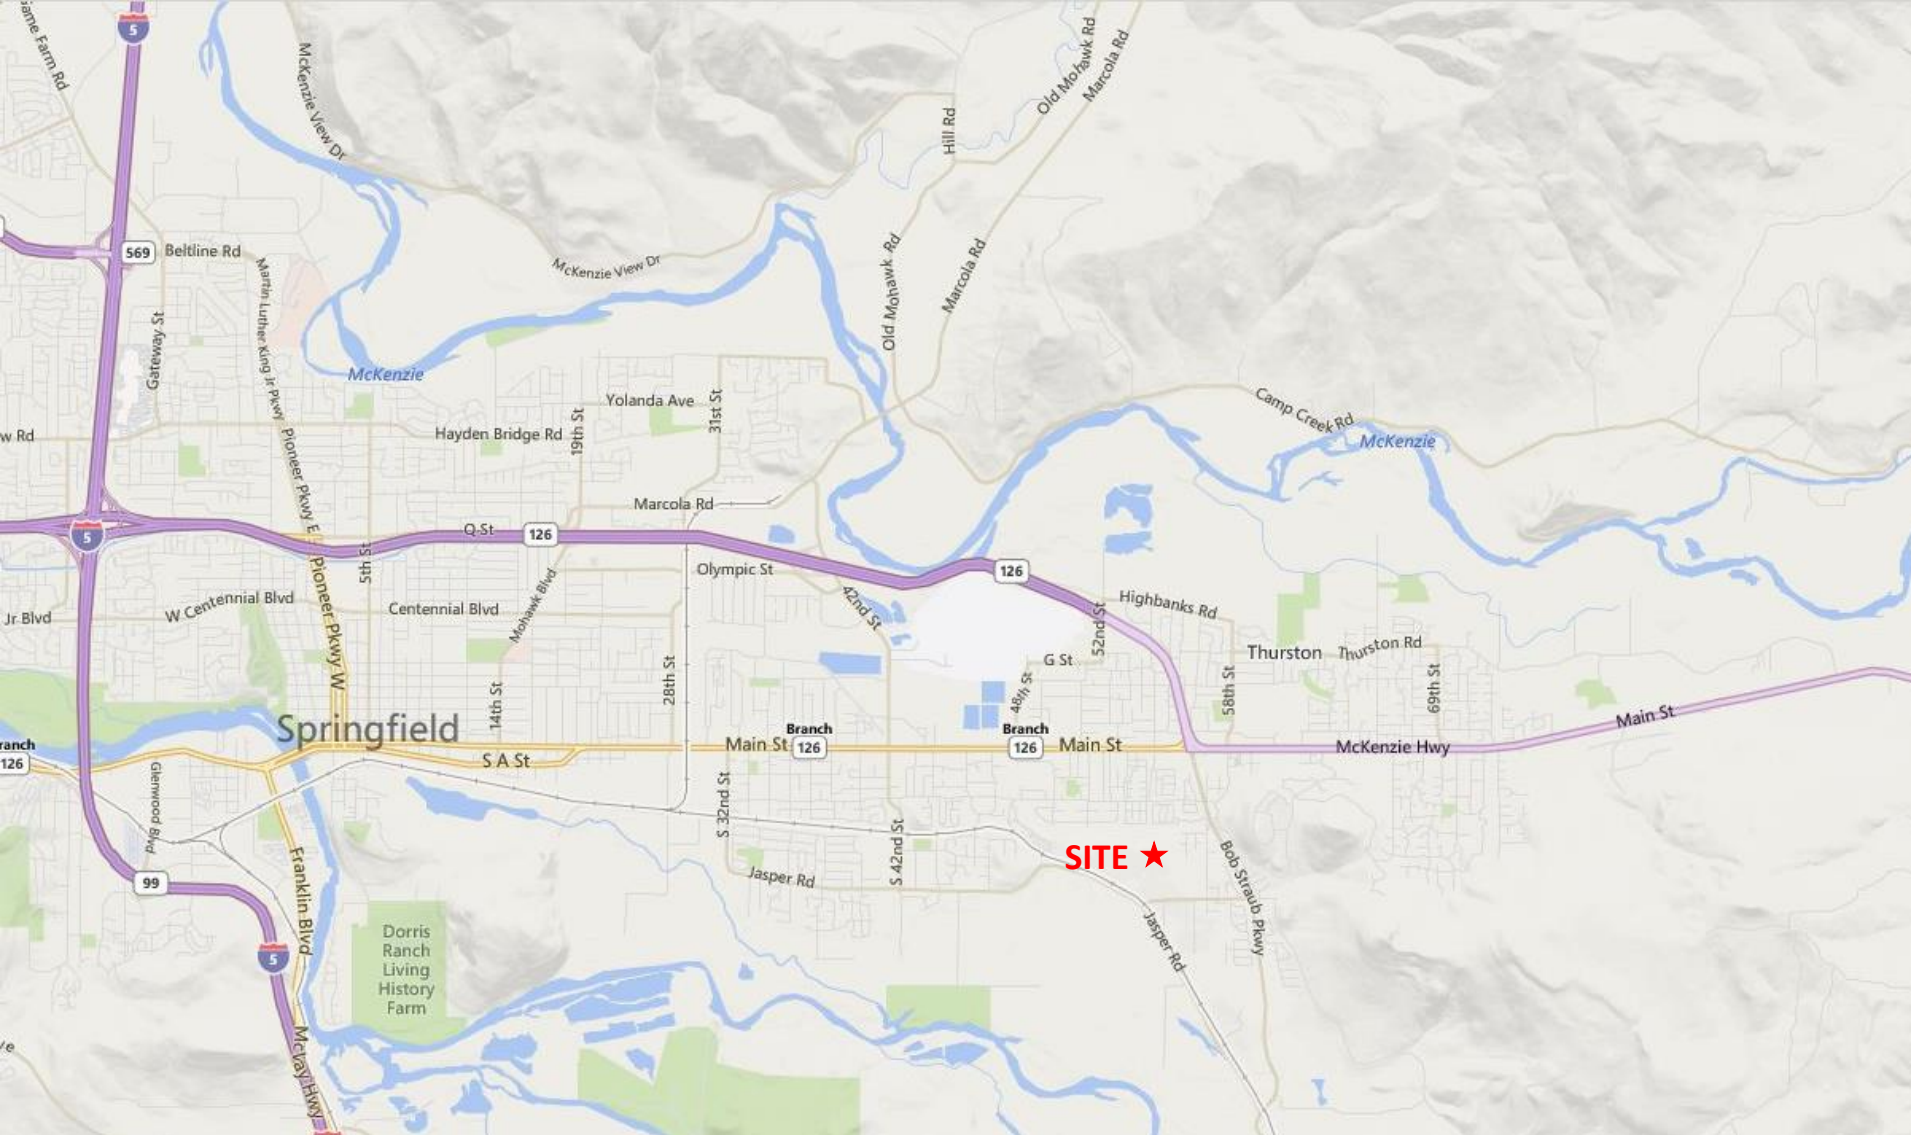 ame Farm Rd
5
McKenzie View Dr
Old Mohawk Rd
Marcola Rd
Hill Rd
569
Beltline Rd
McKenzie View Dr
Old Mohawk Rd
Marcola Rd
Martin Luther King Jr Pkwy
Gateway St
McKenzie
Yolanda Ave
31st St
19th St
Hayden Bridge Rd
Camp Creek Rd
McKenzie
w Rd
Pioneer Pkwy E
Marcola Rd
5
Q St
126
5th St
Olympic St
126
Pioneer Pkwy W
W Centennial Blvd
Centennial Blvd
Mohawk Blvd
42nd St
Highbanks Rd
52nd St
Jr Blvd
G St
Thurston
Thurston Rd
28th St
48th St
58th St
69th St
14th St
Springfield
Branch
126
Main St
Branch
126
Main St
McKenzie Hwy
Main St
ranch
126
S A St
Glenwood Blvd
S 32nd St
S 42nd St
SITE
Bob Straub Pkwy
Jasper Rd
99
Franklin Blvd
Jasper Rd
5
Dorris
Ranch
Living
History
Farm
McVay Hwy
ve